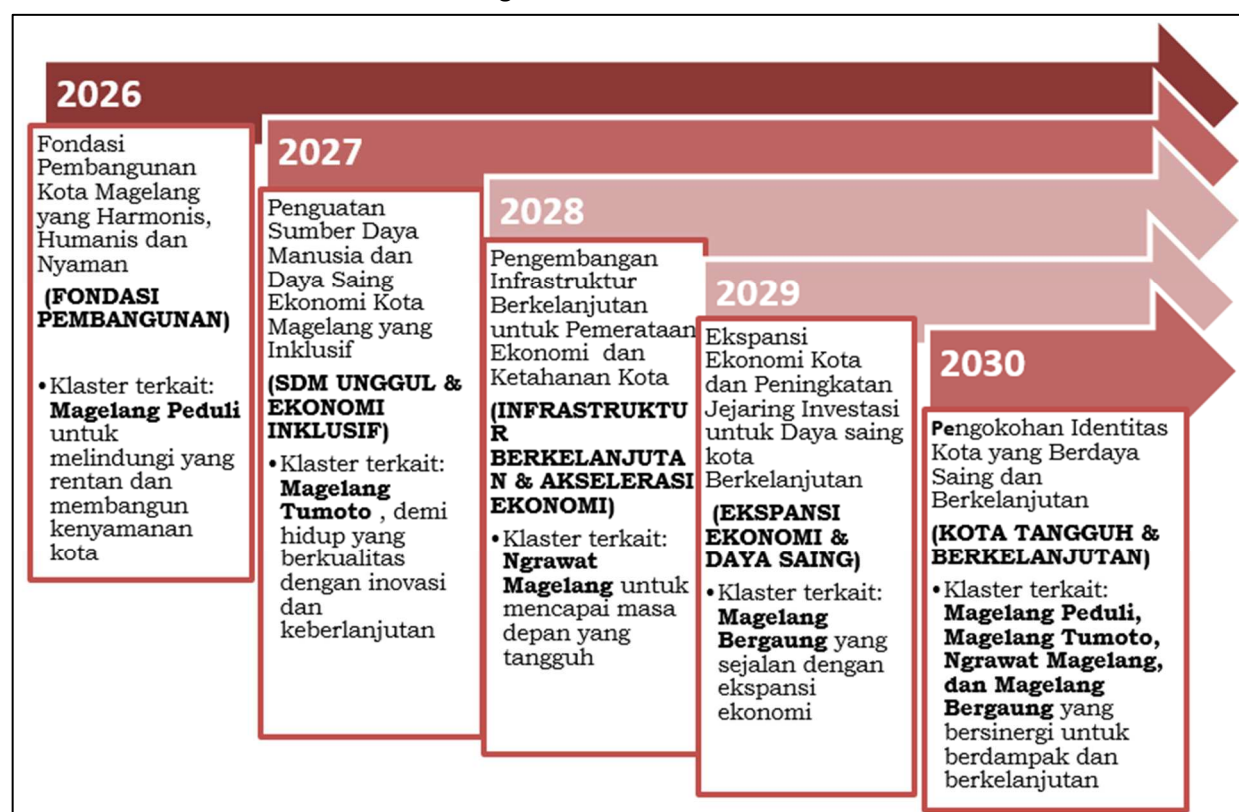 2026
Fondasi
Pembangunan
Kota Magelang
yang Harmonis,
Humanis dan
Nyaman
(FONDASI
PEMBANGUNAN)
•Klaster terkait:
Magelang Peduli
untuk
melindungi yang
rentan dan
membangun
kenyamanan
kota
2027
Penguatan
Sumber Daya
Manusia dan
Daya Saing
Ekonomi Kota
Magelang yang
Inklusif
(SDM UNGGUL &
EKONOMI
INKLUSIF)
•Klaster terkait:
Magelang
Tumoto , demi
hidup yang
berkualitas
dengan inovasi
dan
keberlanjutan
2028
Pengembangan
Infrastruktur
Berkelanjutan
untuk Pemerataan
Ekonomi dan
Ketahanan Kota
(INFRASTRUKTU
R
BERKELANJUTA
N & AKSELERASI
EKONOMI)
•Klaster terkait:
Ngrawat
Magelang untuk
mencapai masa
depan yang
tangguh
2029
Ekspansi
Ekonomi Kota
dan Peningkatan
Jejaring Investasi
untuk Daya saing
kota
Berkelanjutan
(EKSPANSI
EKONOMI &
DAYA SAING)
•Klaster terkait:
Magelang
Bergaung yang
sejalan dengan
ekspansi
ekonomi
2030
Pengokohan Identitas
Kota yang Berdaya
Saing dan
Berkelanjutan
(KOTA TANGGUH &
BERKELANJUTAN)
•Klaster terkait:
Magelang Peduli,
Magelang Tumoto,
Ngrawat Magelang,
dan Magelang
Bergaung yang
bersinergi untuk
berdampak dan
berkelanjutan